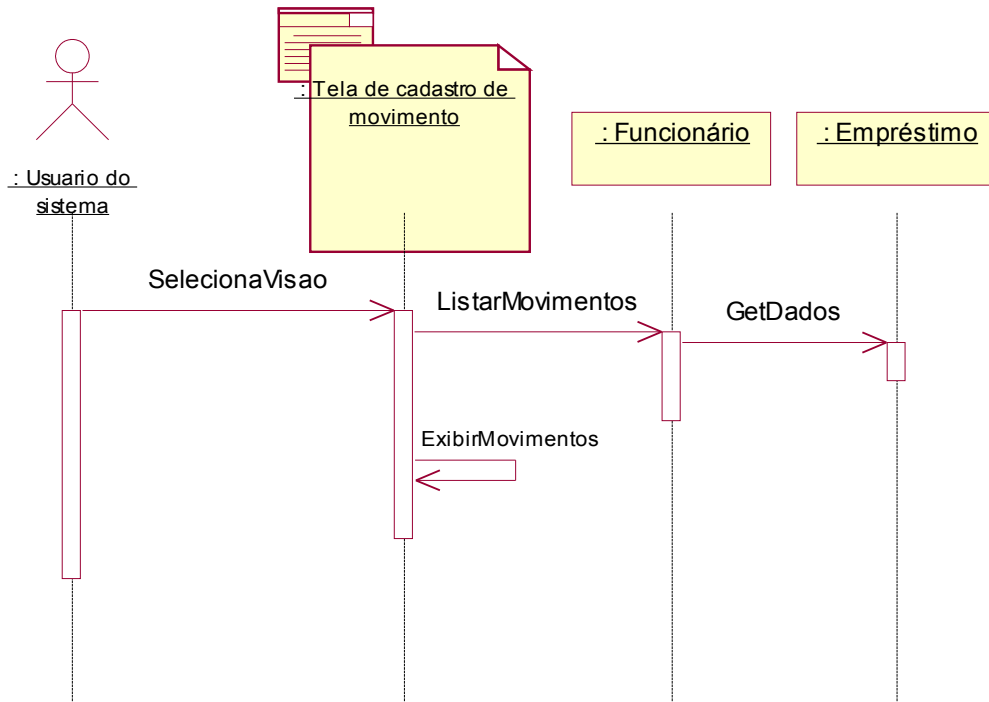 : Tela de cadastro de
movimento
: Funcionário
: Empréstimo
: Usuario do
sistema
SelecionaVisao
ListarMovimentos
GetDados
ExibirMovimentos